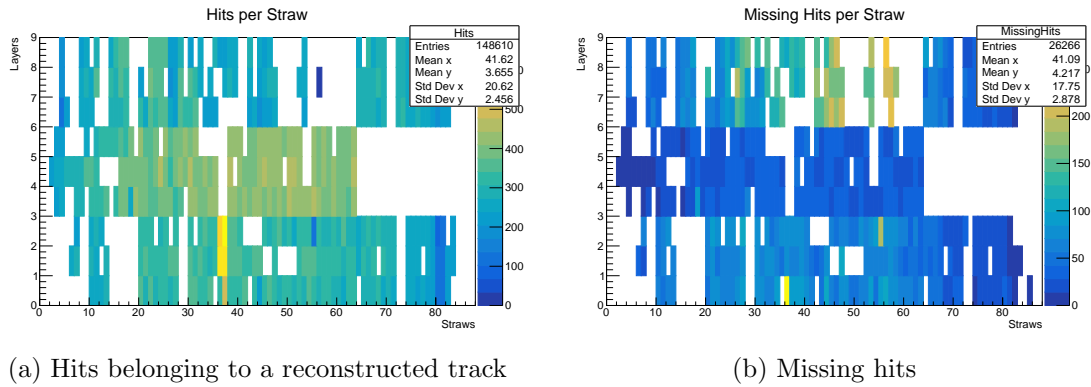 Hits per Straw
Layers
9
8
7
6
5
4
3
2
1
0
0 10 20 30 40 50 60 70 80
Straws
Hits
Entries 148610
Mean x 41.62
Mean y 3.655
Std Dev x 20.62
Std Dev y 2.456
500
400
300
200
100
0
(a) Hits belonging to a reconstructed track
Missing Hits per Straw
Layers
9
8
7
6
5
4
3
2
1
0
0 10 20 30 40 50 60 70 80
Straws
MissingHits
Entries 26266
Mean x 41.09
Mean y 4.217
Std Dev x 17.75
Std Dev y 2.878
200
150
100
50
0
(b) Missing hits